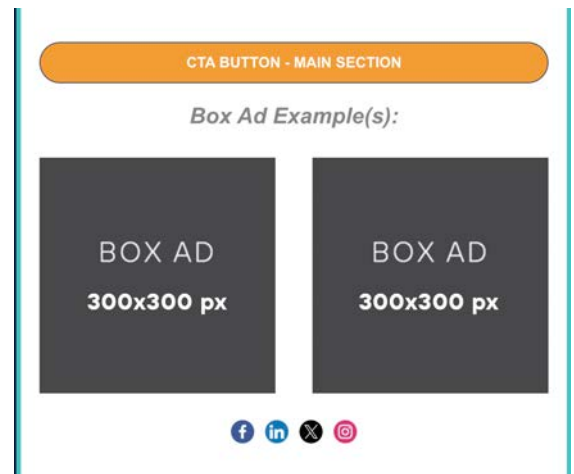 CTA BUTTON - MAIN SECTION
Box Ad Example(s):
BOX AD
300x300 px
BOX AD
300x300 px